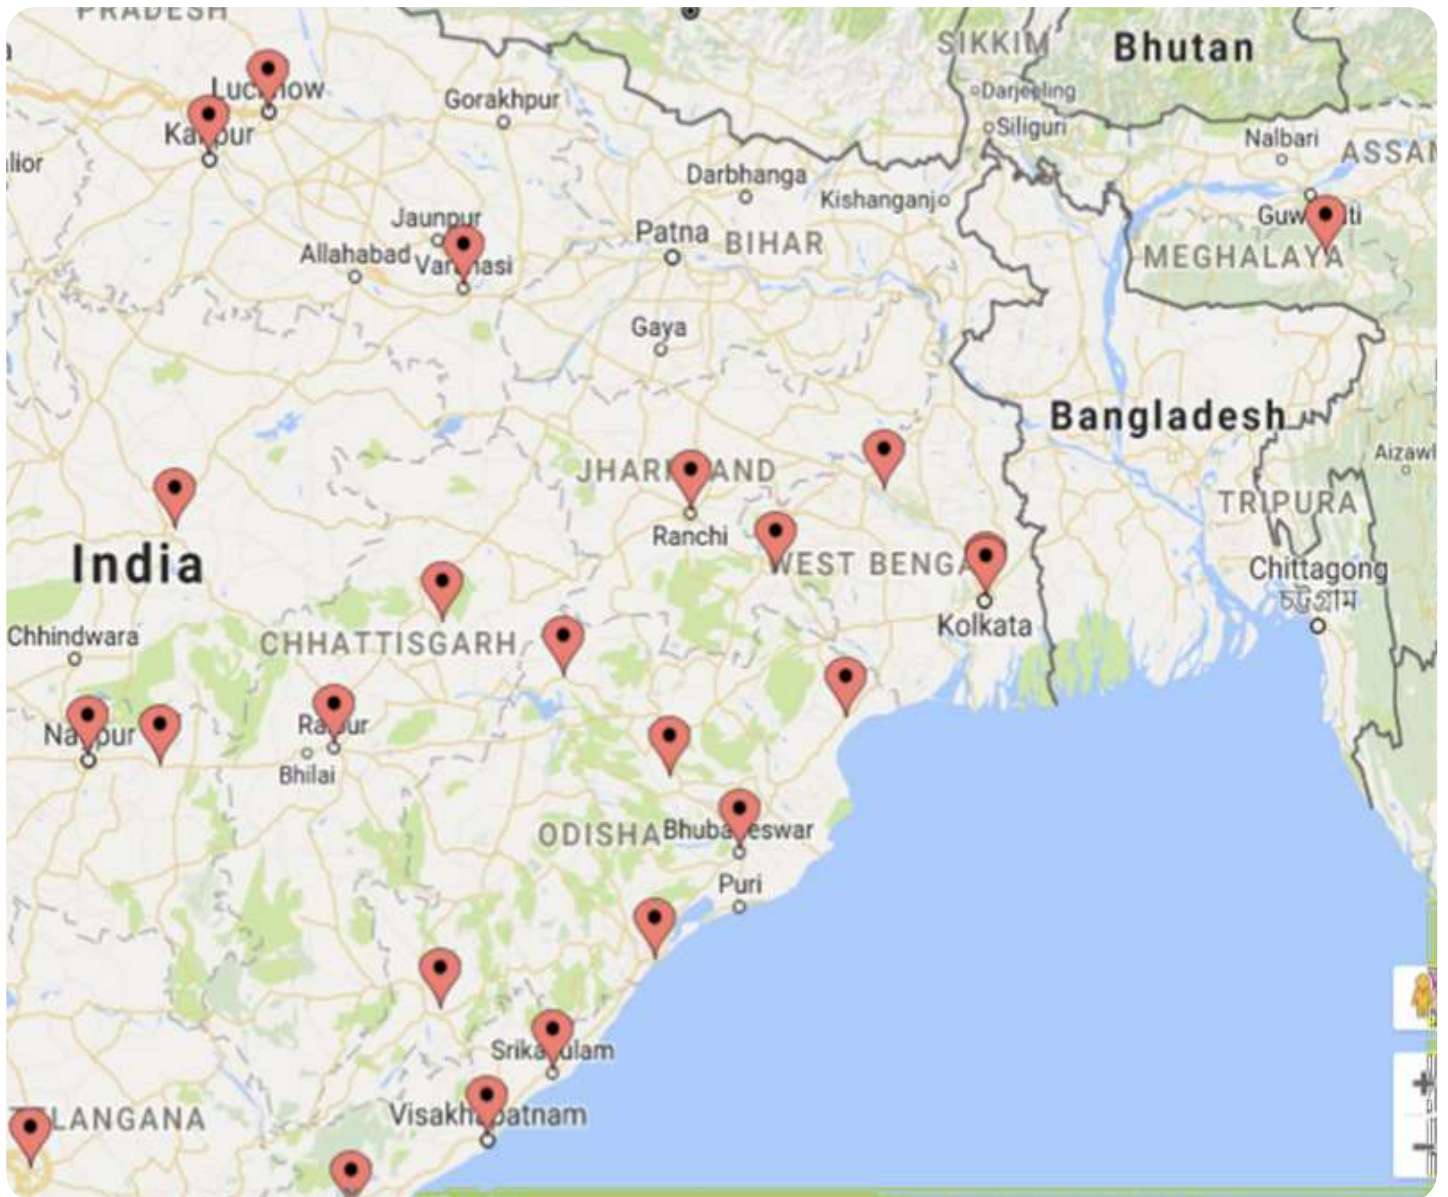 PRADESH
SIKKIM
Bhutan
Lucknow
Gorakhpur
Darjeeling
Kanpur
Siliguri
Nalbari
ASSAM
lior
Darbhanga
Kishanganj
Jaunpur
Guwahati
Patna
BIHAR
Allahabad
Varanasi
MEGHALAYA
Gaya
Bangladesh
Aizawl
JHARKHAND
TRIPURA
Ranchi
India
WEST BENGAL
Chittagong
চট্টগ্রাম
Kolkata
Chhindwara
CHHATTISGARH
Nagpur
Raipur
Bhilai
ODISHA
Bhubaneswar
Puri
Srikakulam
TELANGANA
Visakhapatnam